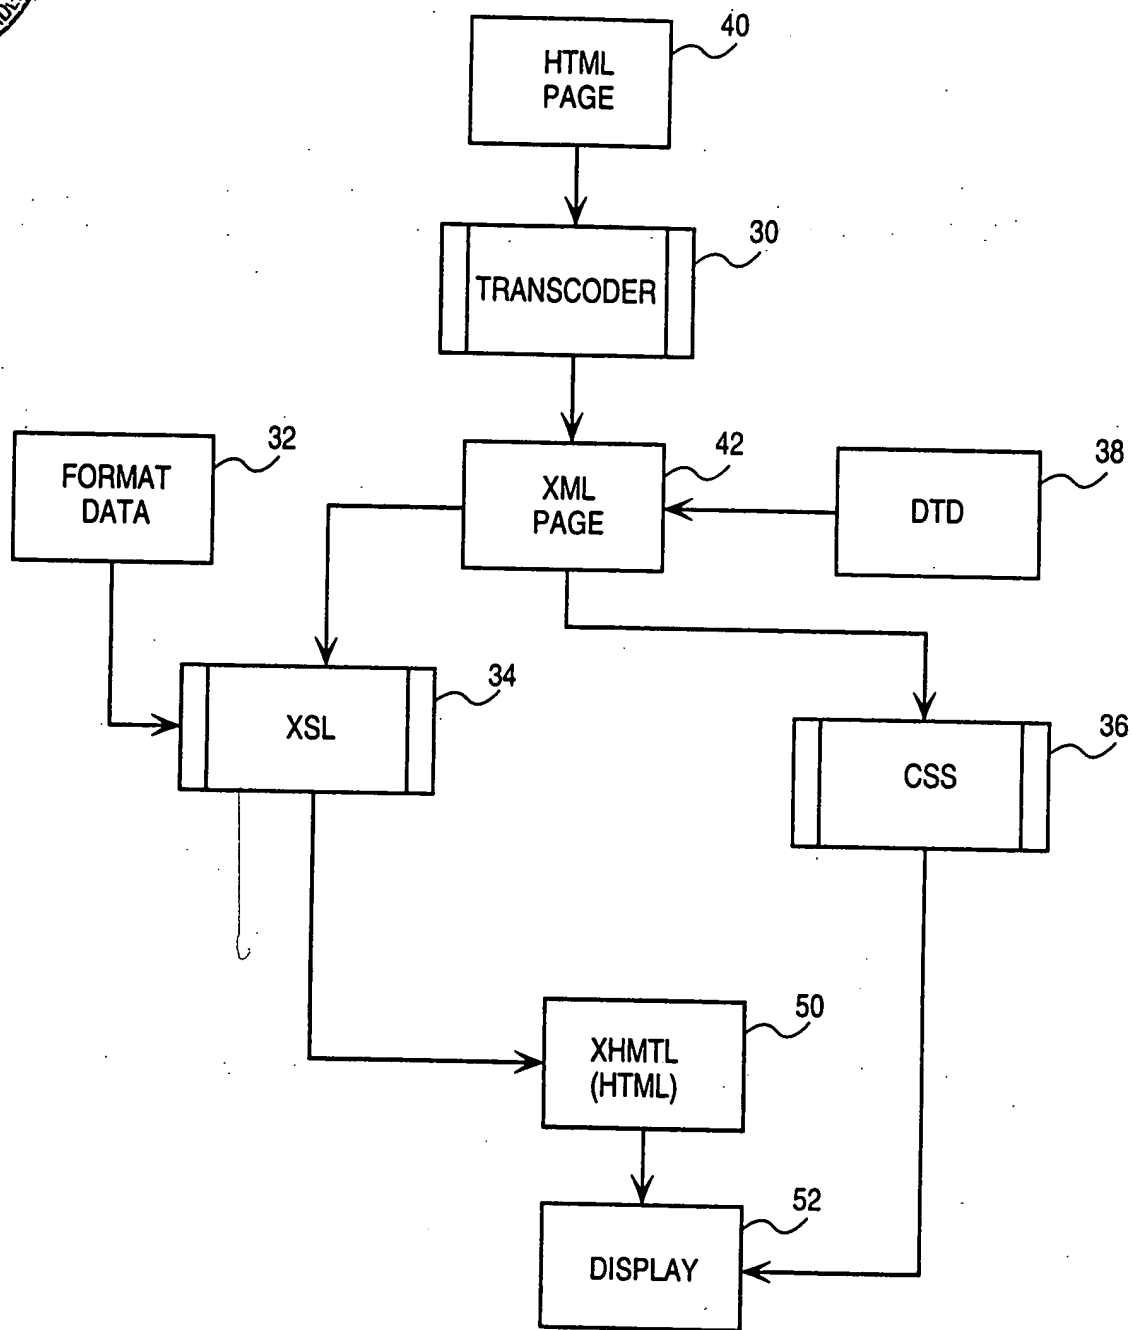 40
HTML
PAGE
30
TRANSCODER
32
FORMAT
DATA
42
XML
PAGE
38
DTD
34
XSL
36
CSS
50
XHMTL
(HTML)
52
DISPLAY